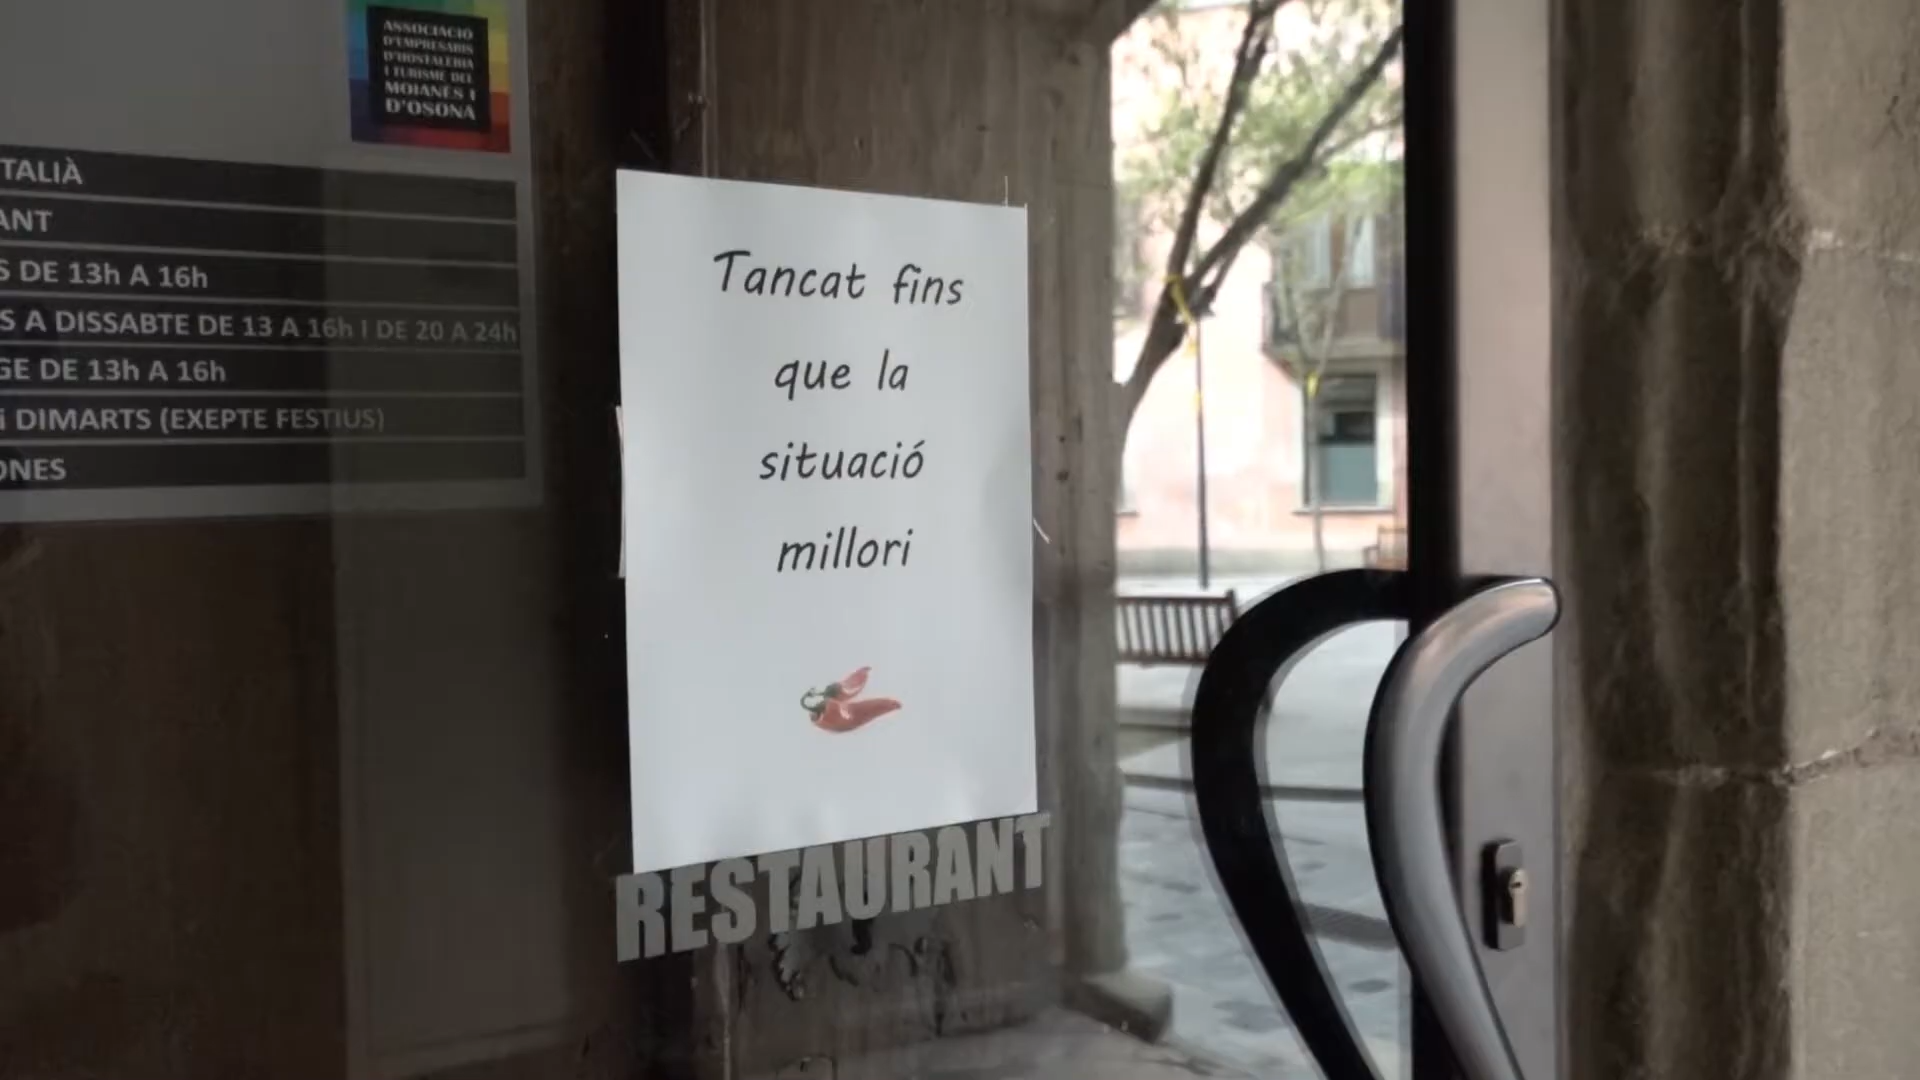 ASSOCIACIÓ
D'EMPRESARIS
D'HOSTALERIA
I TURISME DEL
MOIANÈS I
D'OSONA
TALIÀ
ANT
S DE 13h A 16h
S A DISSABTE DE 13 A 16h I DE 20 A 24h
GE DE 13h A 16h
i DIMARTS (EXEPTE FESTIUS)
ONES
Tancat fins
que la
situació
millori
RESTAURANT